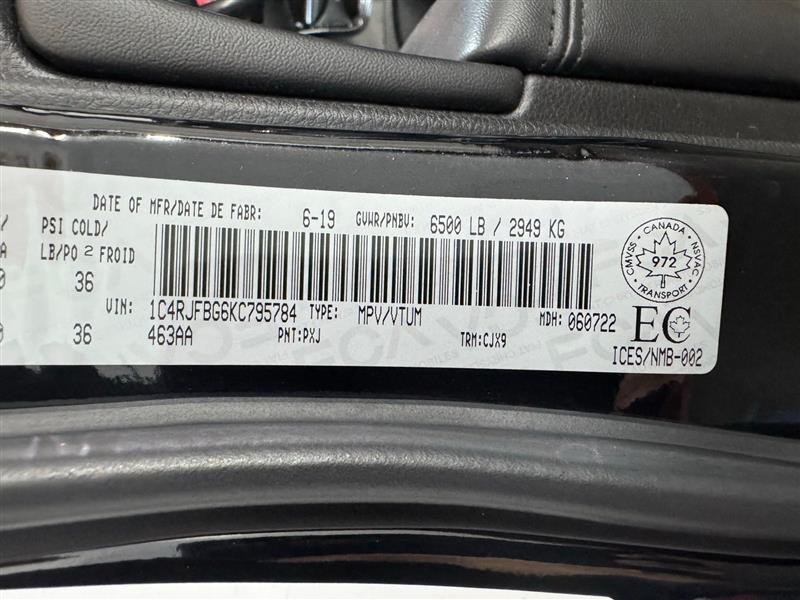 DATE OF MFR/DATE DE FABR: 6-19 GVWR/PNBV: 6500 LB / 2949 KG
PSI COLD/
LB/PO 2 FROID
36
VIN: 1C4RJFBG6KC795784 TYPE: MPV/VTUM MDH: 060722
36 463AA PNT:PXJ TRM:CJX9
CANADA
CMVSS 972 NSVAC
TRANSPORT
EC
ICES/NMB-002